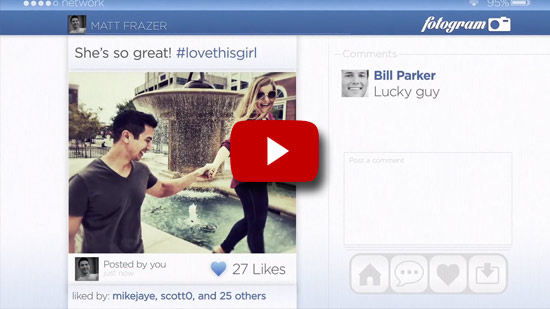 network
95%
MATT FRAZER
fotogram
She's so great! #lovethisgirl
Comments
Bill Parker
Lucky guy
Post a comment
Posted by you
just now
27 Likes
liked by: mikejaye, scott0, and 25 others